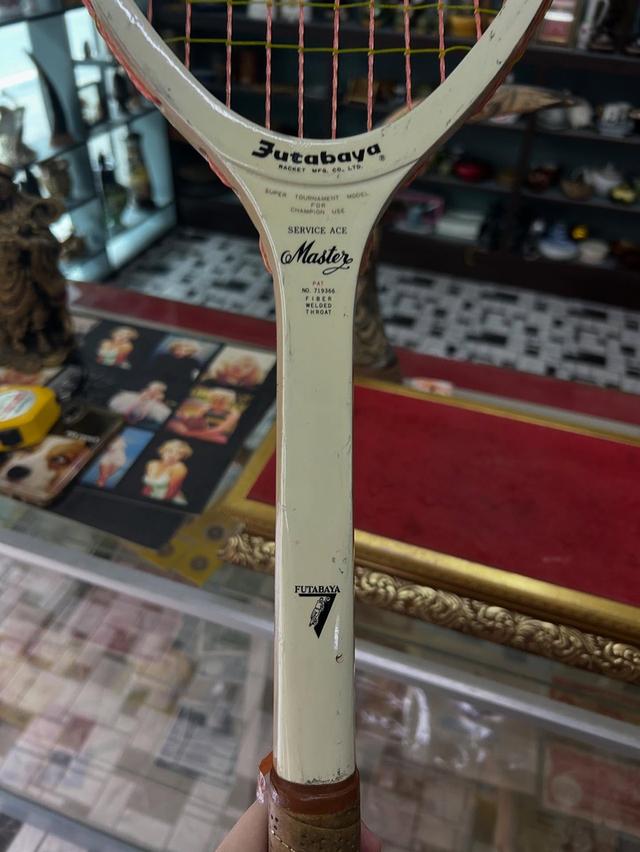 Futabaya®
RACKET MFG. CO., LTD.
SUPER TOURNAMENT MODEL
FOR
CHAMPION USE
SERVICE ACE
Master
PAT
NO. 719366
FIBER
WELDED
THROAT
FUTABAYA
7